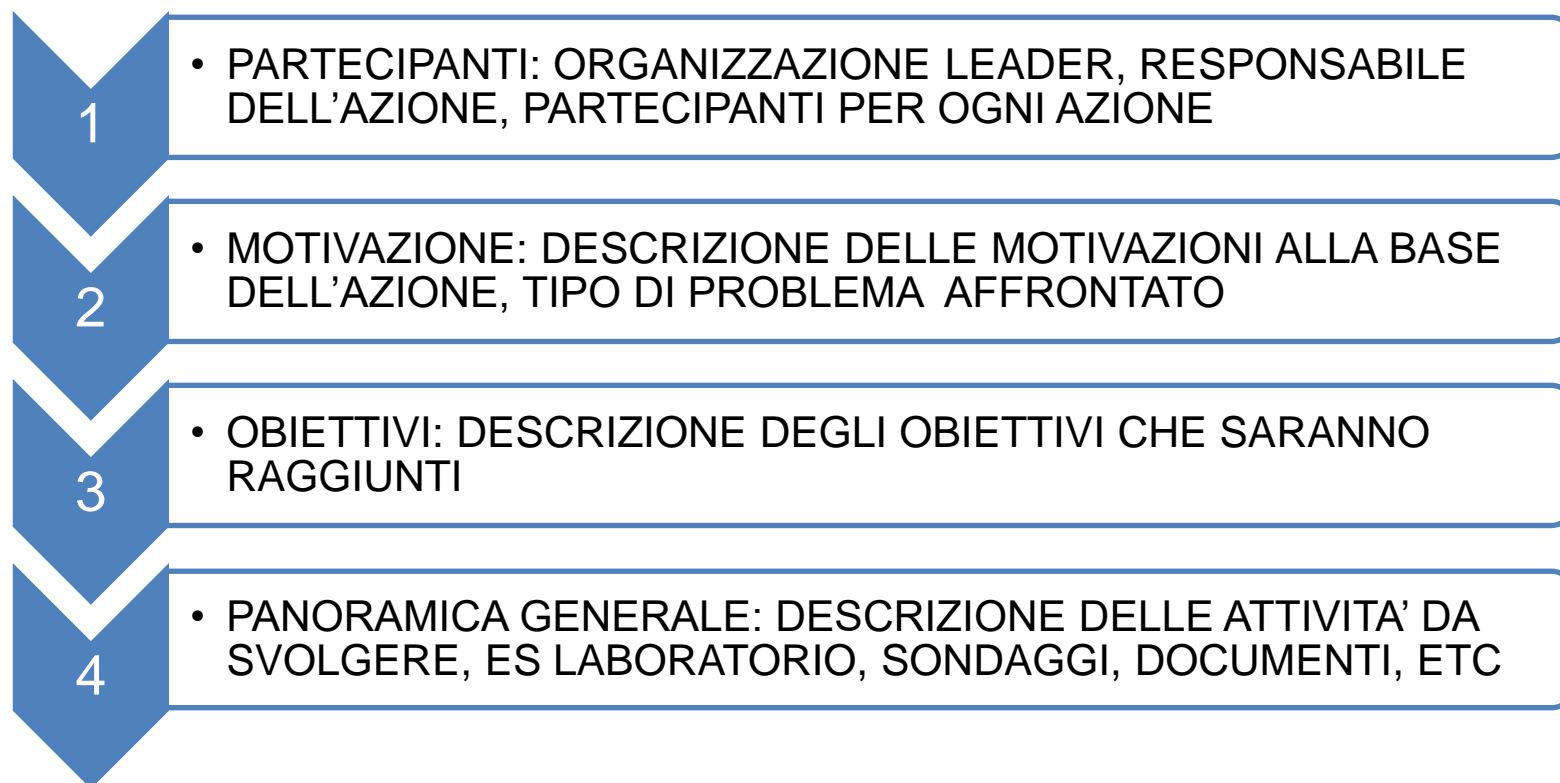 1
• PARTECIPANTI: ORGANIZZAZIONE LEADER, RESPONSABILE
DELL’AZIONE, PARTECIPANTI PER OGNI AZIONE
2
• MOTIVAZIONE: DESCRIZIONE DELLE MOTIVAZIONI ALLA BASE
DELL’AZIONE, TIPO DI PROBLEMA AFFRONTATO
3
• OBIETTIVI: DESCRIZIONE DEGLI OBIETTIVI CHE SARANNO
RAGGIUNTI
4
• PANORAMICA GENERALE: DESCRIZIONE DELLE ATTIVITA’ DA
SVOLGERE, ES LABORATORIO, SONDAGGI, DOCUMENTI, ETC